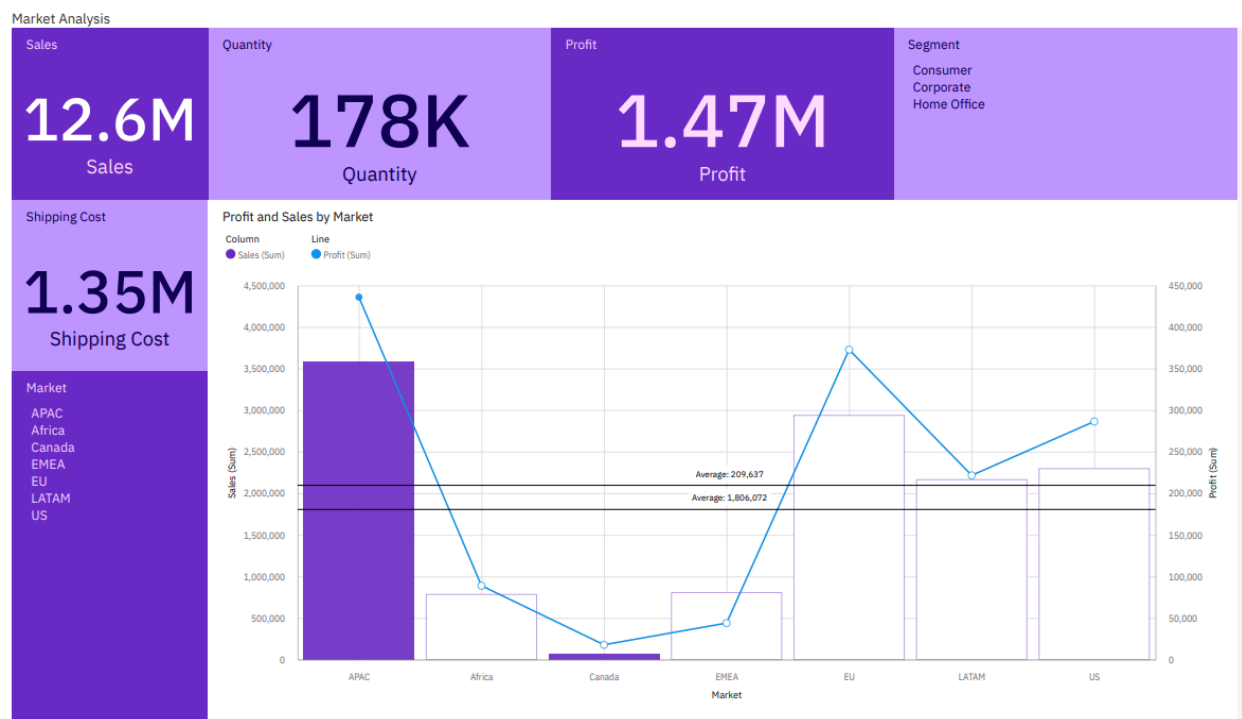 Market Analysis
Sales
12.6M
Sales
Quantity
178K
Quantity
Profit
1.47M
Profit
Segment
Consumer
Corporate
Home Office
Shipping Cost
1.35M
Shipping Cost
Market
APAC
Africa
Canada
EMEA
EU
LATAM
US
Profit and Sales by Market
Column Line
Sales (Sum) Profit (Sum)
4,500,000 450,000
4,000,000 400,000
3,500,000 350,000
3,000,000 300,000
2,500,000 250,000
Average: 209,637
2,000,000 200,000
Average: 1,806,072
1,500,000 150,000
1,000,000 100,000
500,000 50,000
0 0
Sales (Sum)
Profit (Sum)
APAC Africa Canada EMEA EU LATAM US
Market